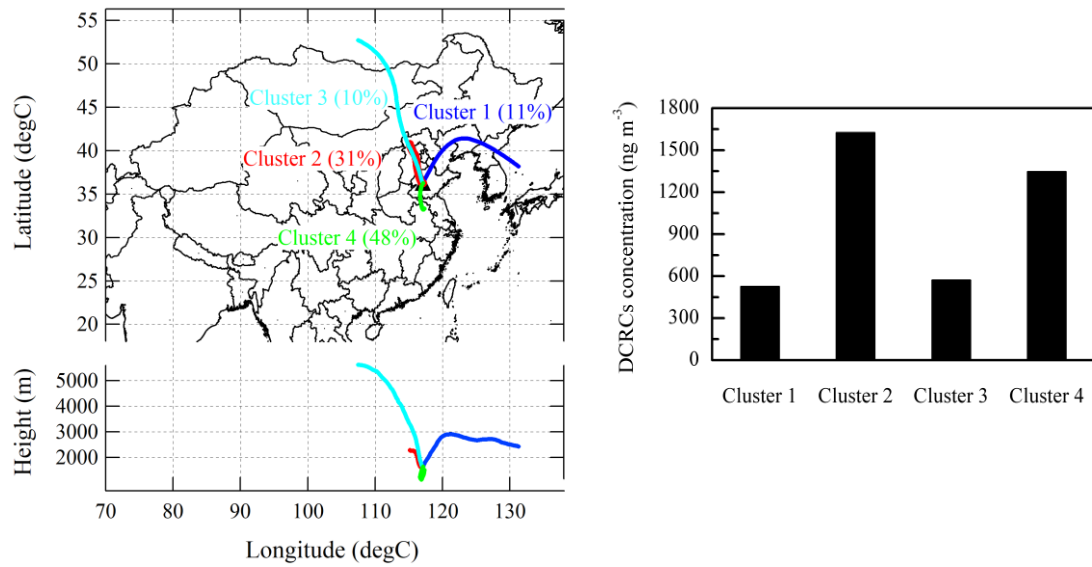 Latitude (degC)
55
50
45
40
35
30
25
20
Cluster 3 (10%)
Cluster 1 (11%)
Cluster 2 (31%)
Cluster 4 (48%)
Height (m)
5000
4000
3000
2000
70 80 90 100 110 120 130
Longitude (degC)
DCRCs concentration (ng m⁻³)
1800
1500
1200
900
600
300
0
Cluster 1 Cluster 2 Cluster 3 Cluster 4